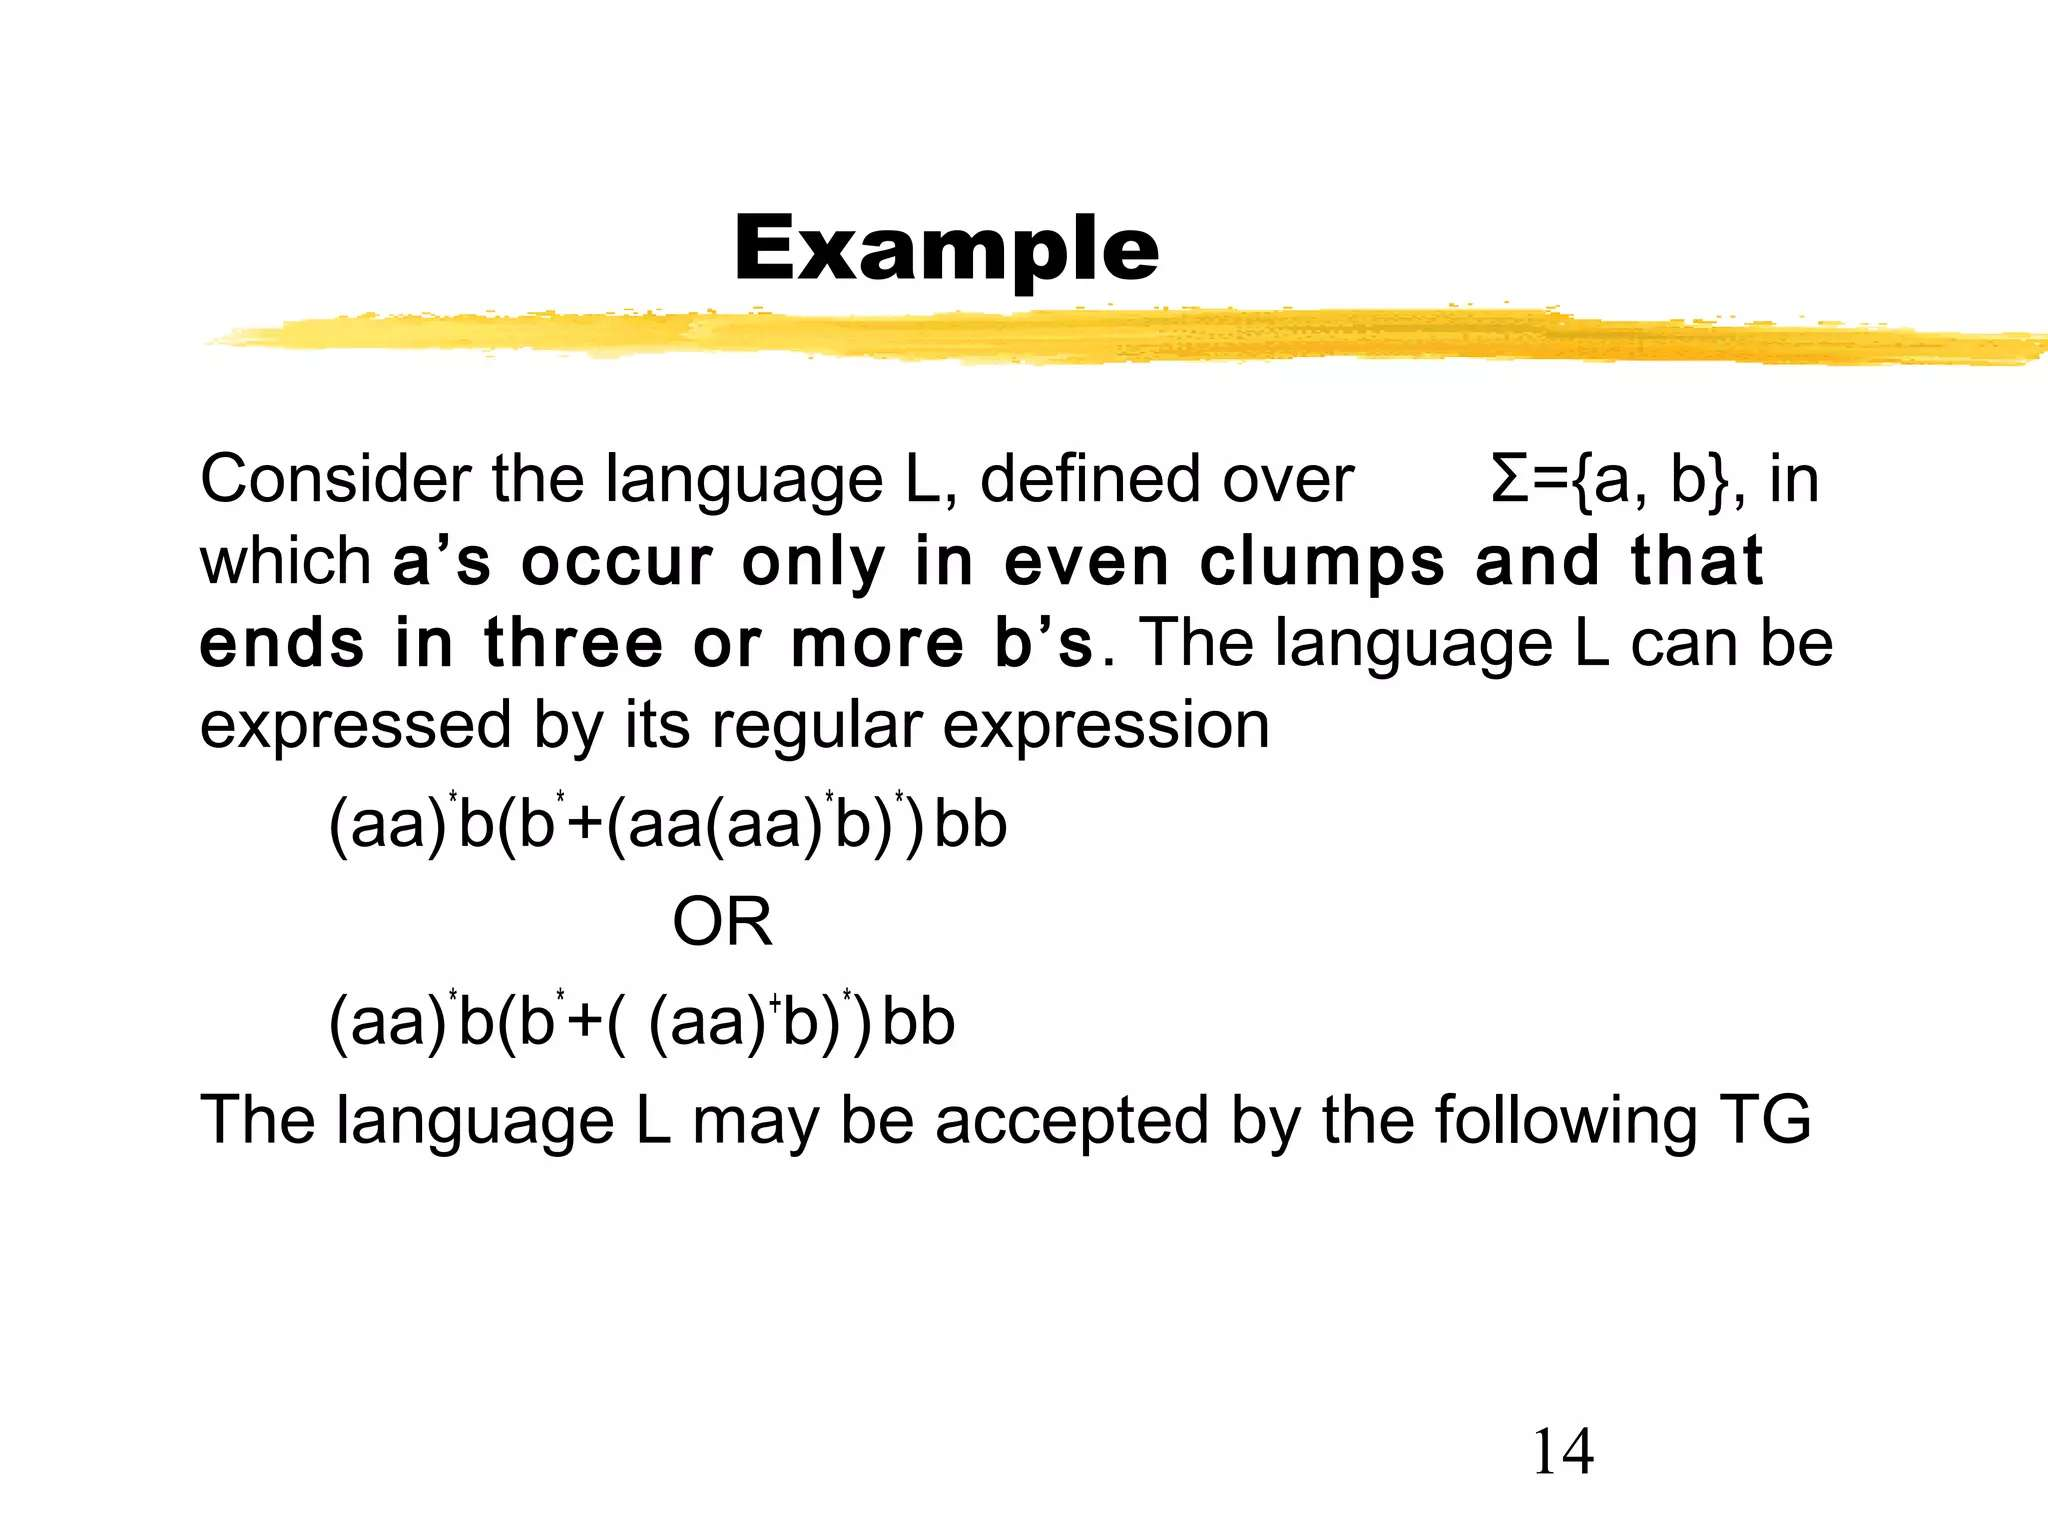 Example
Consider the language L, defined over Σ={a, b}, in
which a’s occur only in even clumps and that
ends in three or more b’s. The language L can be
expressed by its regular expression
(aa)*b(b*+(aa(aa)*b)*)bb
OR
(aa)*b(b*+( (aa)+b)*)bb
The language L may be accepted by the following TG
14